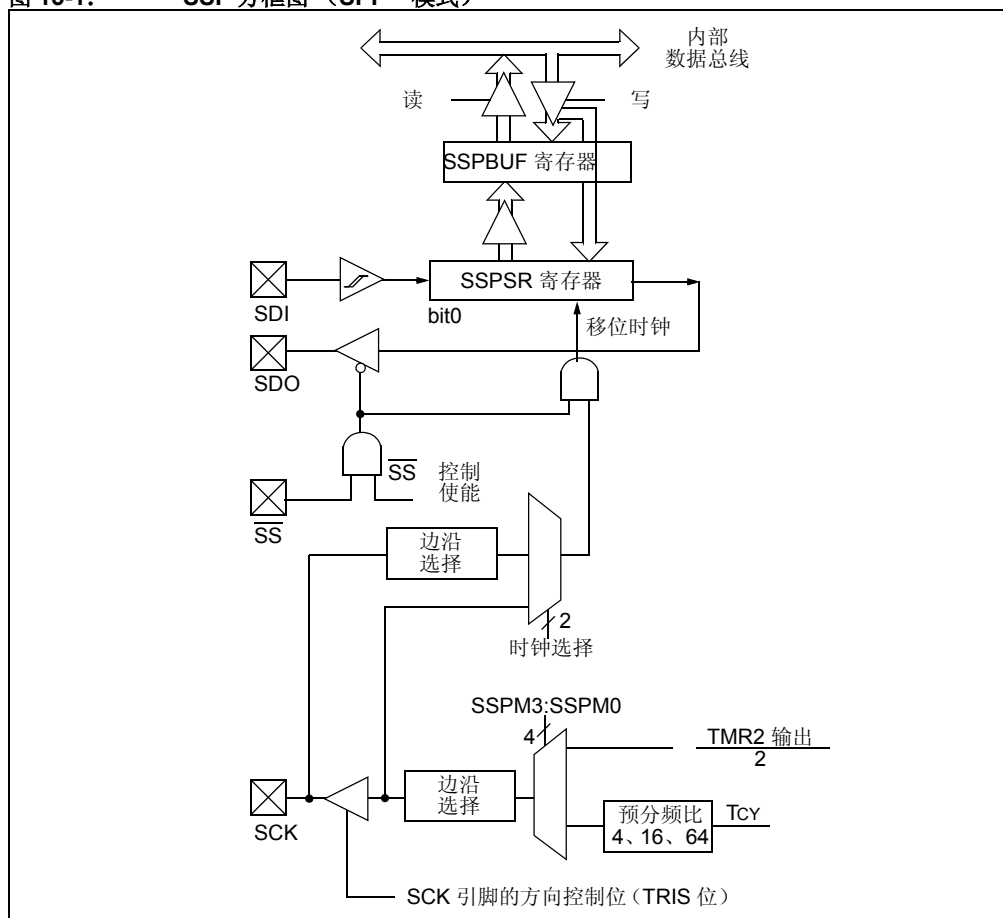 内部
数据总线
读
写
SSPBUF 寄存器
SSPSR 寄存器
SDI
bit0
移位时钟
SDO
SS
控制
使能
SS
边沿
选择
2
时钟选择
SSPM3:SSPM0
4
TMR2 输出
2
边沿
选择
预分频比
4、16、64
TCY
SCK
SCK 引脚的方向控制位（TRIS 位）